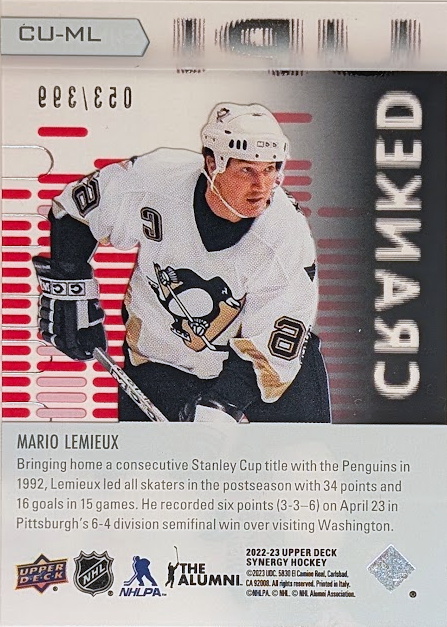 CU-ML
053/399
CRANKED
C
MARIO LEMIEUX
Bringing home a consecutive Stanley Cup title with the Penguins in
1992, Lemieux led all skaters in the postseason with 34 points and
16 goals in 15 games. He recorded six points (3-3–6) on April 23 in
Pittsburgh's 6-4 division semifinal win over visiting Washington.
UPPER
DECK
NHL
NHLPA™
THE
ALUMNI.
2022-23 UPPER DECK
SYNERGY HOCKEY
©2023 UDC. 5830 El Camino Real, Carlsbad,
CA 92008. All rights reserved. Printed in Italy.
©NHLPA. © NHL. © NHL Alumni Association.